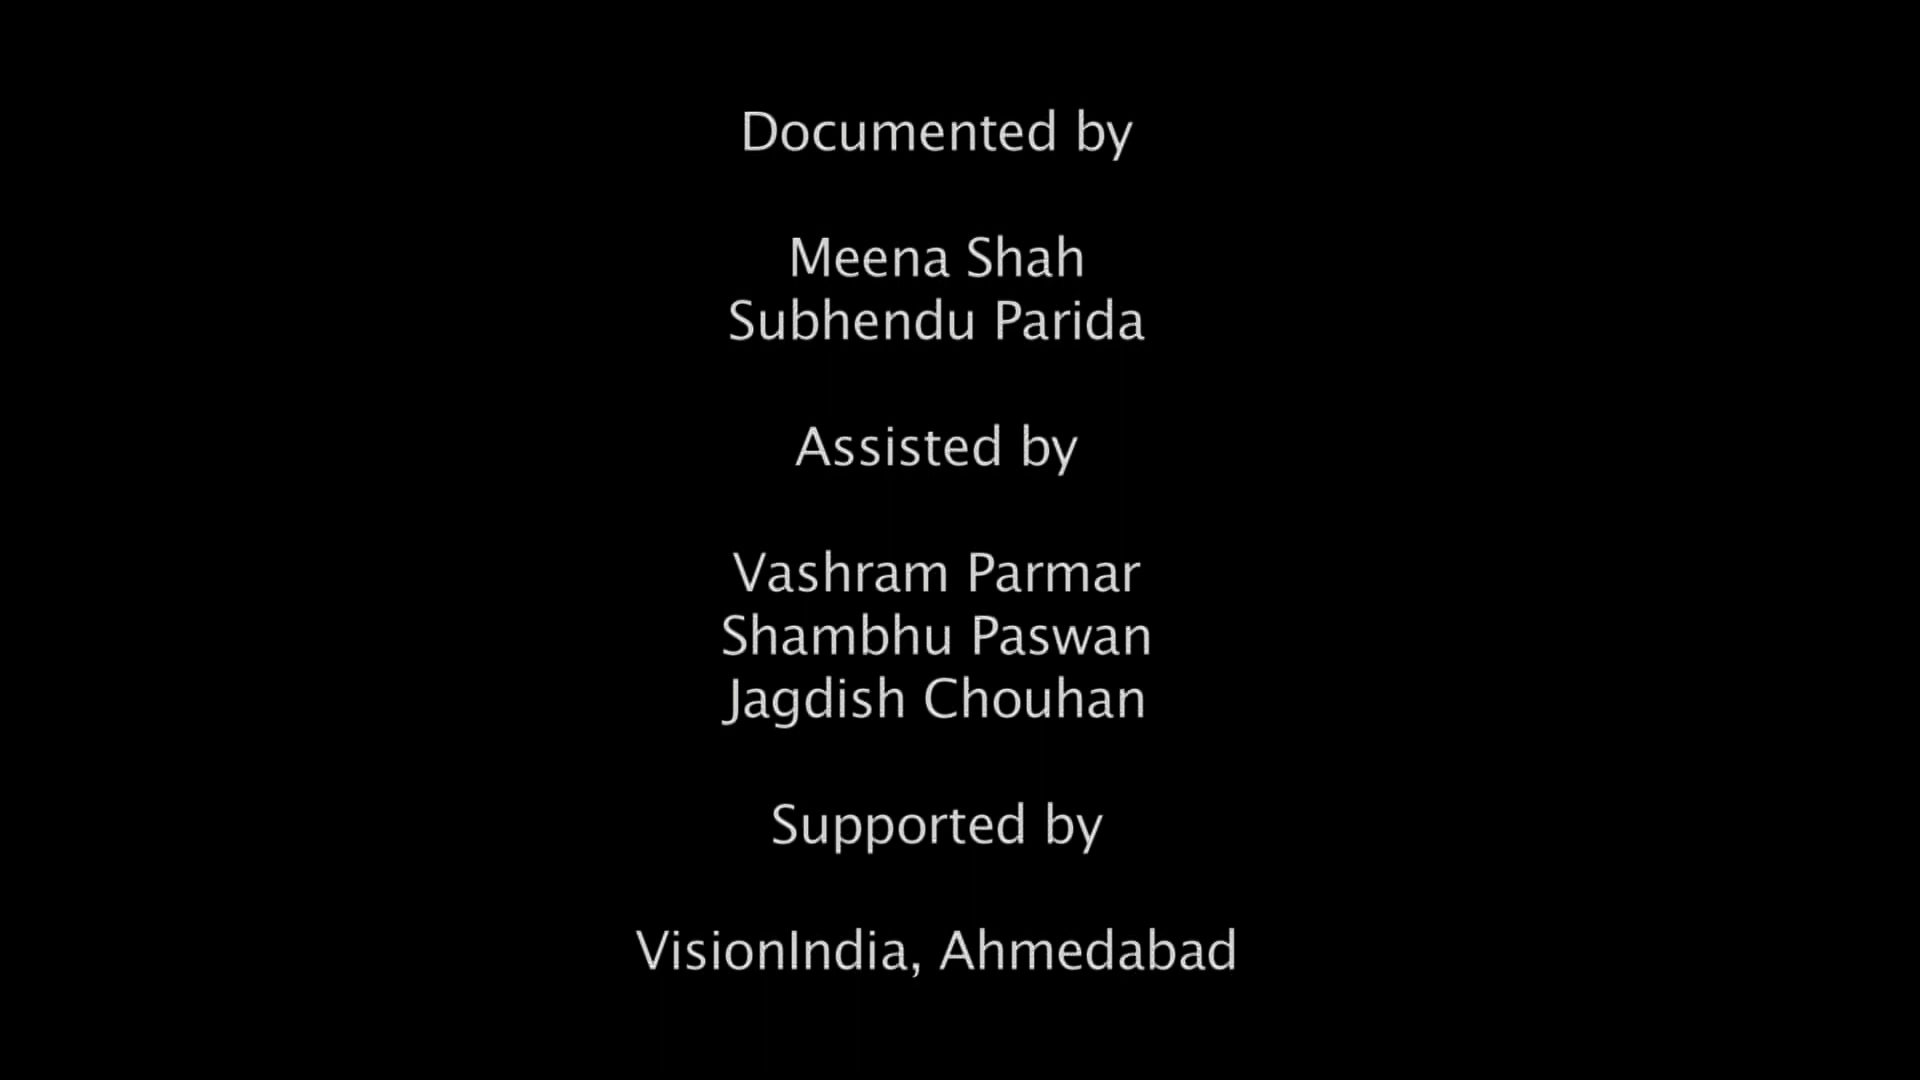 Documented by
Meena Shah
Subhendu Parida
Assisted by
Vashram Parmar
Shambhu Paswan
Jagdish Chouhan
Supported by
VisionIndia, Ahmedabad